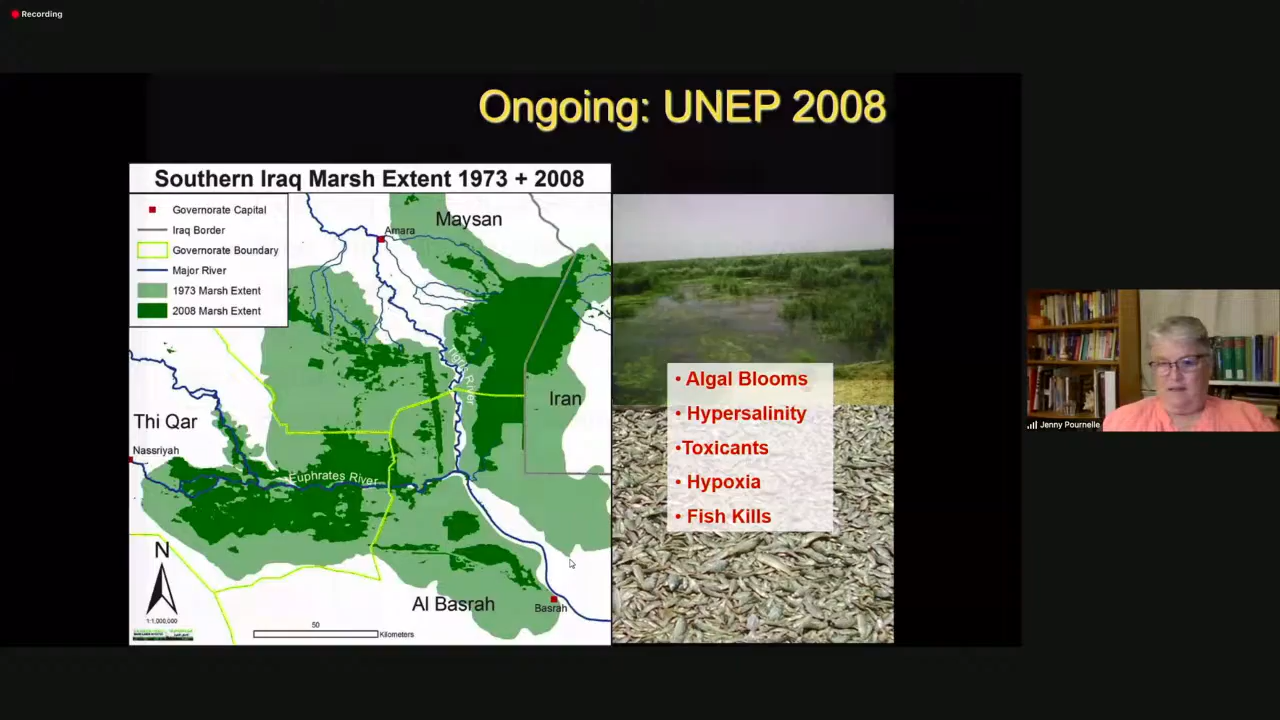 Recording
Ongoing: UNEP 2008
Southern Iraq Marsh Extent 1973 + 2008
Governorate Capital
Iraq Border
Governorate Boundary
Major River
1973 Marsh Extent
2008 Marsh Extent
Maysan
Amara
Tigris River
Iran
Thi Qar
Nassriyah
Euphrates River
N
1:1,000,000
Al Basrah
Basrah
50
Kilometers
• Algal Blooms
• Hypersalinity
•Toxicants
• Hypoxia
• Fish Kills
Jenny Pournelle